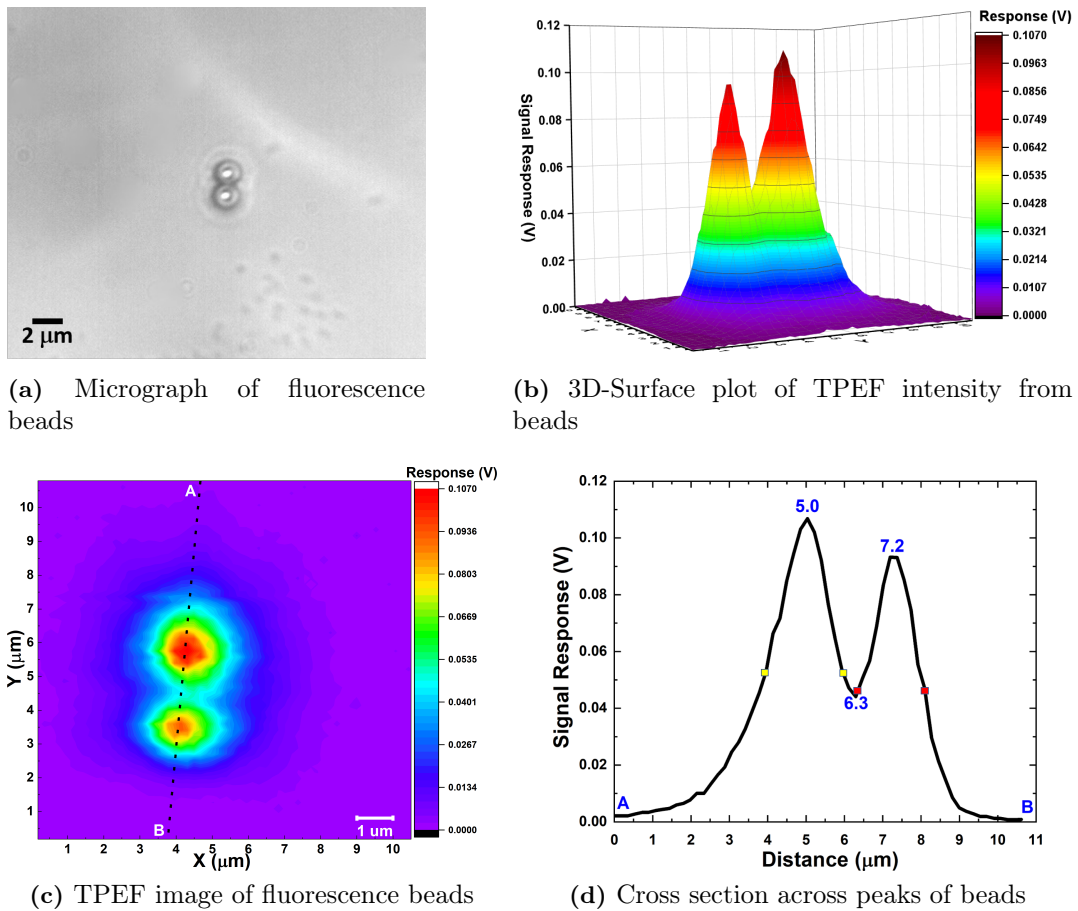 2 μm
(a) Micrograph of fluorescence
beads
Response (V)
0.12
0.10
0.08
0.06
0.04
0.02
0.00
Signal Response (V)
0.1070
0.0963
0.0856
0.0749
0.0642
0.0535
0.0428
0.0321
0.0214
0.0107
0.0000
(b) 3D-Surface plot of TPEF intensity from
beads
Response (V)
A
B
10
9
8
7
6
5
4
3
2
1
Y (μm)
1 2 3 4 5 6 7 8 9 10
X (μm)
1 um
0.1070
0.0936
0.0803
0.0669
0.0535
0.0401
0.0267
0.0134
0.0000
(c) TPEF image of fluorescence beads
0.12
0.10
0.08
0.06
0.04
0.02
0.00
Signal Response (V)
5.0
7.2
6.3
A
B
0 1 2 3 4 5 6 7 8 9 10 11
Distance (μm)
(d) Cross section across peaks of beads